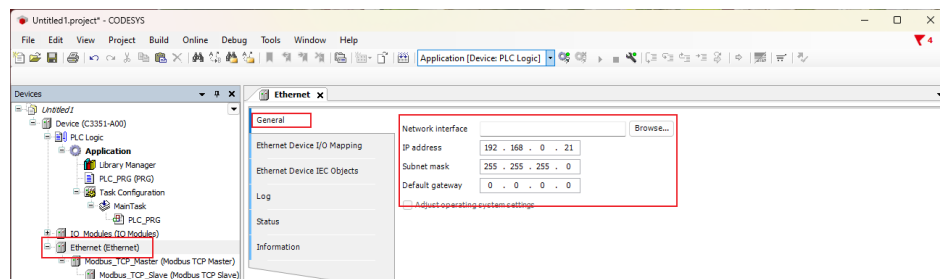 Untitled1.project* - CODESYS
File Edit View Project Build Online Debug Tools Window Help
4
Application [Device: PLC Logic]
Devices
Ethernet
Untitled1
Device (C3351-A00)
PLC Logic
Application
Library Manager
PLC_PRG (PRG)
Task Configuration
MainTask
PLC_PRG
IO_Modules (IO Modules)
Ethernet (Ethernet)
Modbus_TCP_Master (Modbus TCP Master)
Modbus_TCP_Slave (Modbus TCP Slave)
General
Ethernet Device I/O Mapping
Ethernet Device IEC Objects
Log
Status
Information
Network interface Browse...
IP address 192 . 168 . 0 . 21
Subnet mask 255 . 255 . 255 . 0
Default gateway 0 . 0 . 0 . 0
Adjust operating system settings